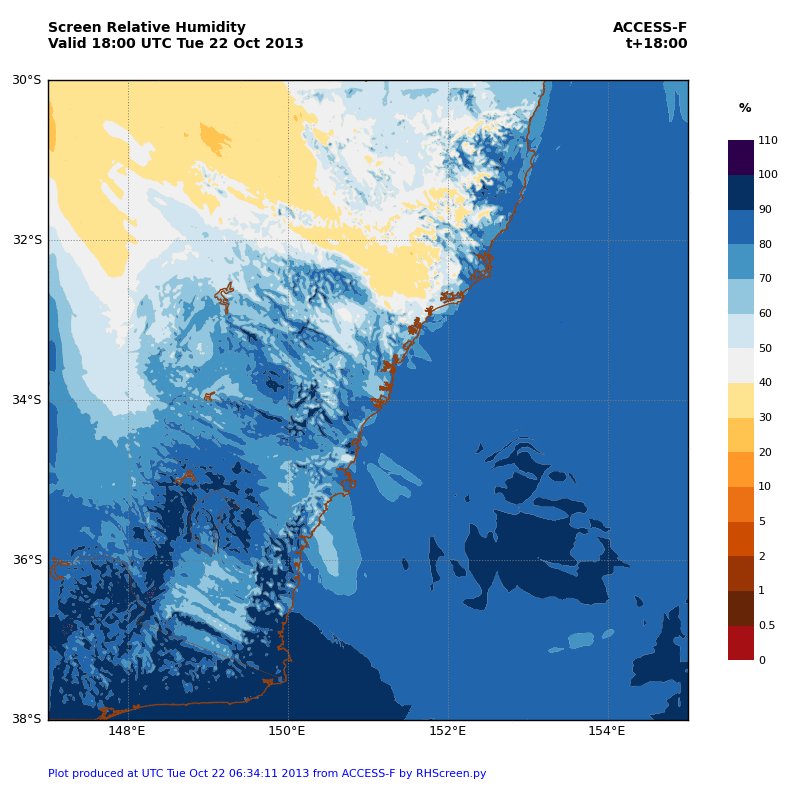 Screen Relative Humidity
Valid 18:00 UTC Tue 22 Oct 2013
ACCESS-F
t+18:00
30°S
32°S
34°S
36°S
38°S
148°E
150°E
152°E
154°E
%
110
100
90
80
70
60
50
40
30
20
10
5
2
1
0.5
0
Plot produced at UTC Tue Oct 22 06:34:11 2013 from ACCESS-F by RHScreen.py